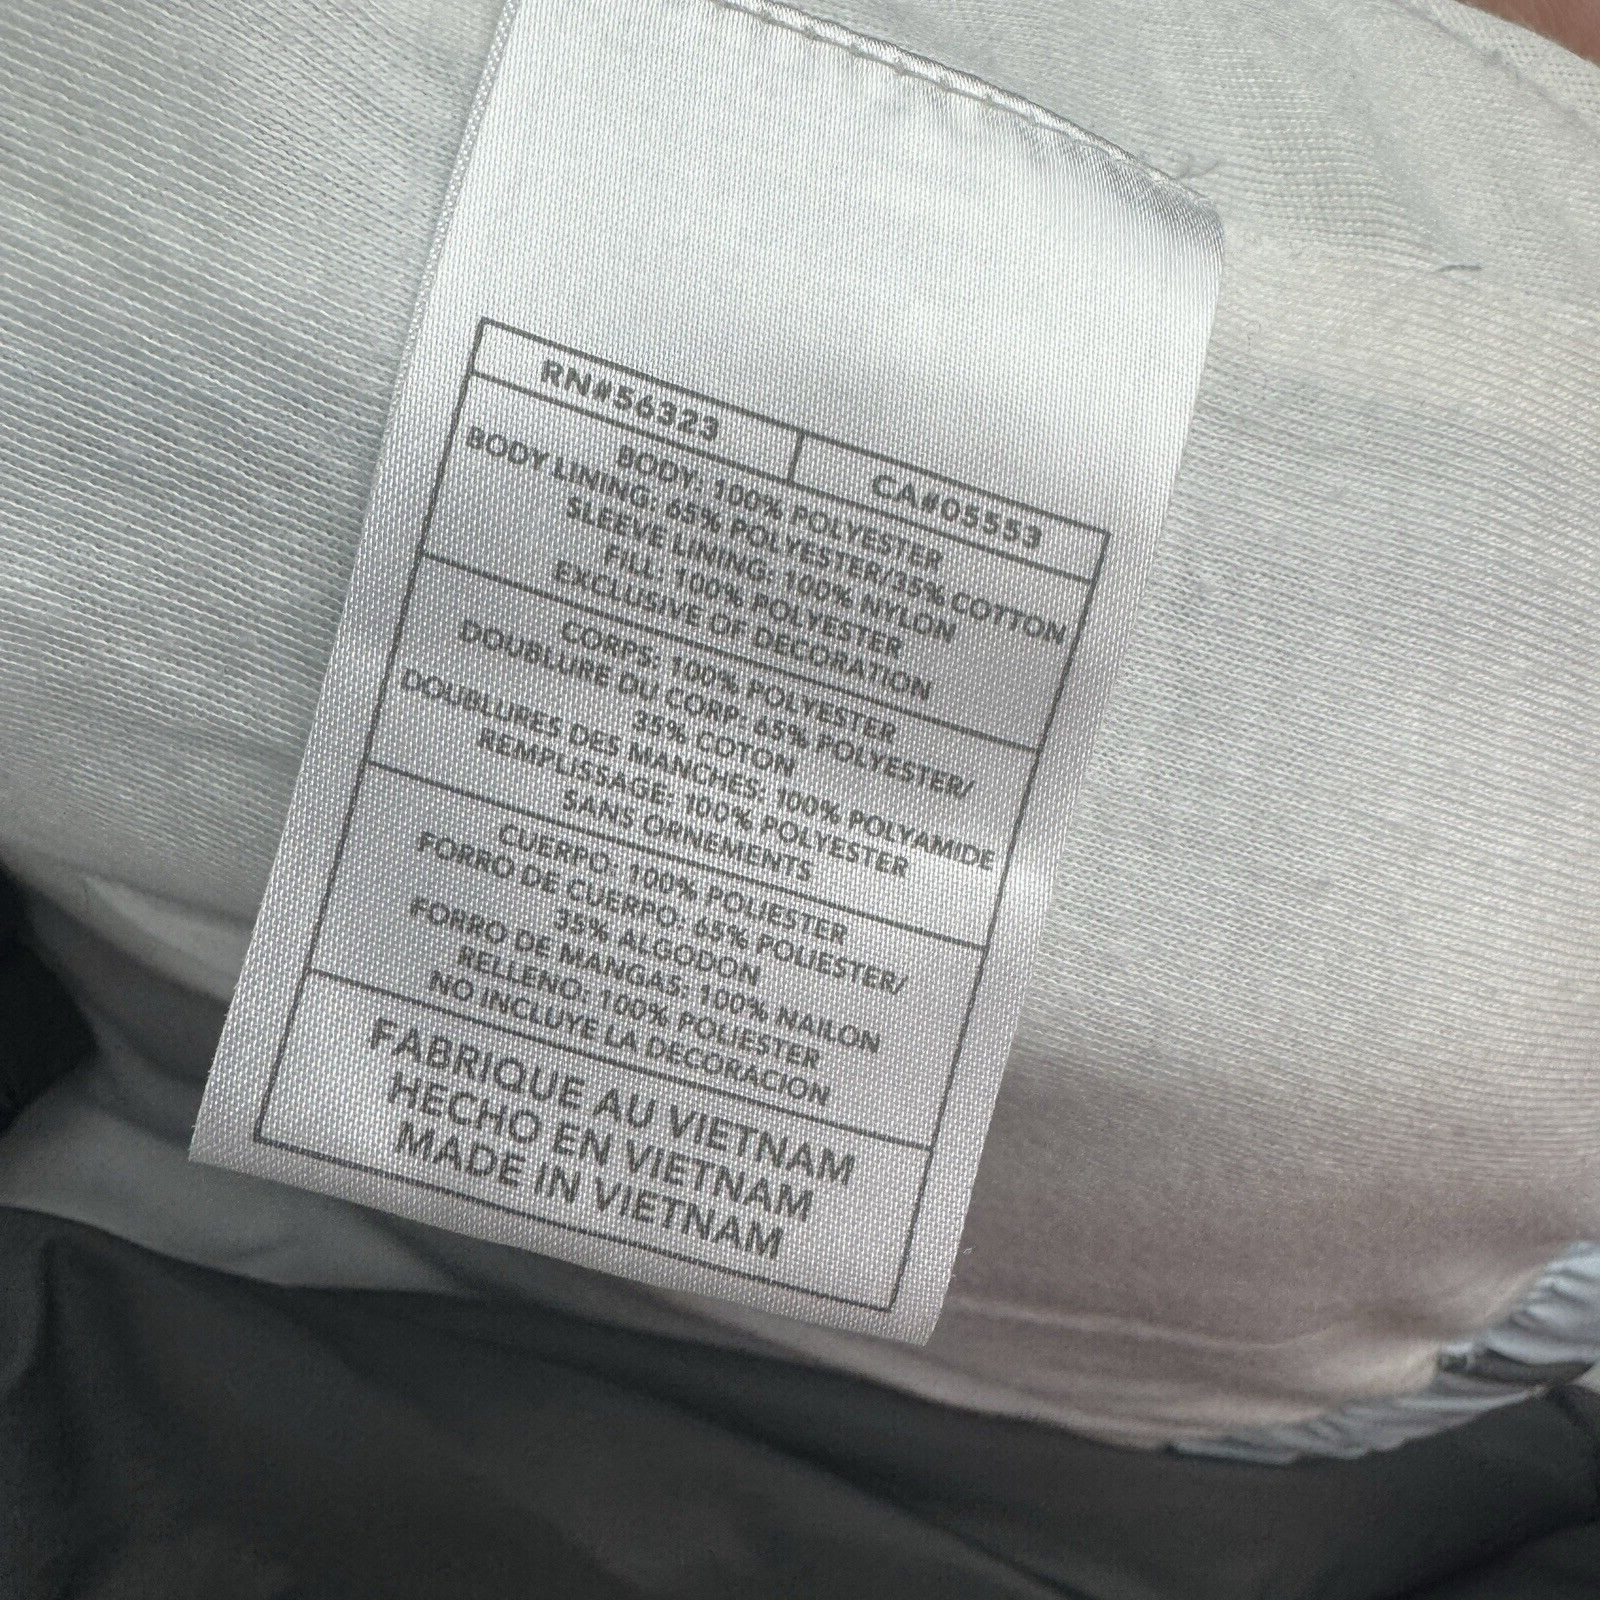 RN#56323
CA#05553
BODY: 100% POLYESTER
BODY LINING: 65% POLYESTER/35% COTTON
SLEEVE LINING: 100% NYLON
FILL: 100% POLYESTER
EXCLUSIVE OF DECORATION
CORPS: 100% POLYESTER
DOUBLURE DU CORP: 65% POLYESTER/
35% COTON
DOUBLURES DES MANCHES: 100% POLYAMIDE
REMPLISSAGE: 100% POLYESTER
SANS ORNEMENTS
CUERPO: 100% POLIESTER
FORRO DE CUERPO: 65% POLIESTER/
35% ALGODON
FORRO DE MANGAS: 100% NAILON
RELLENO: 100% POLIESTER
NO INCLUYE LA DECORACION
FABRIQUE AU VIETNAM
HECHO EN VIETNAM
MADE IN VIETNAM